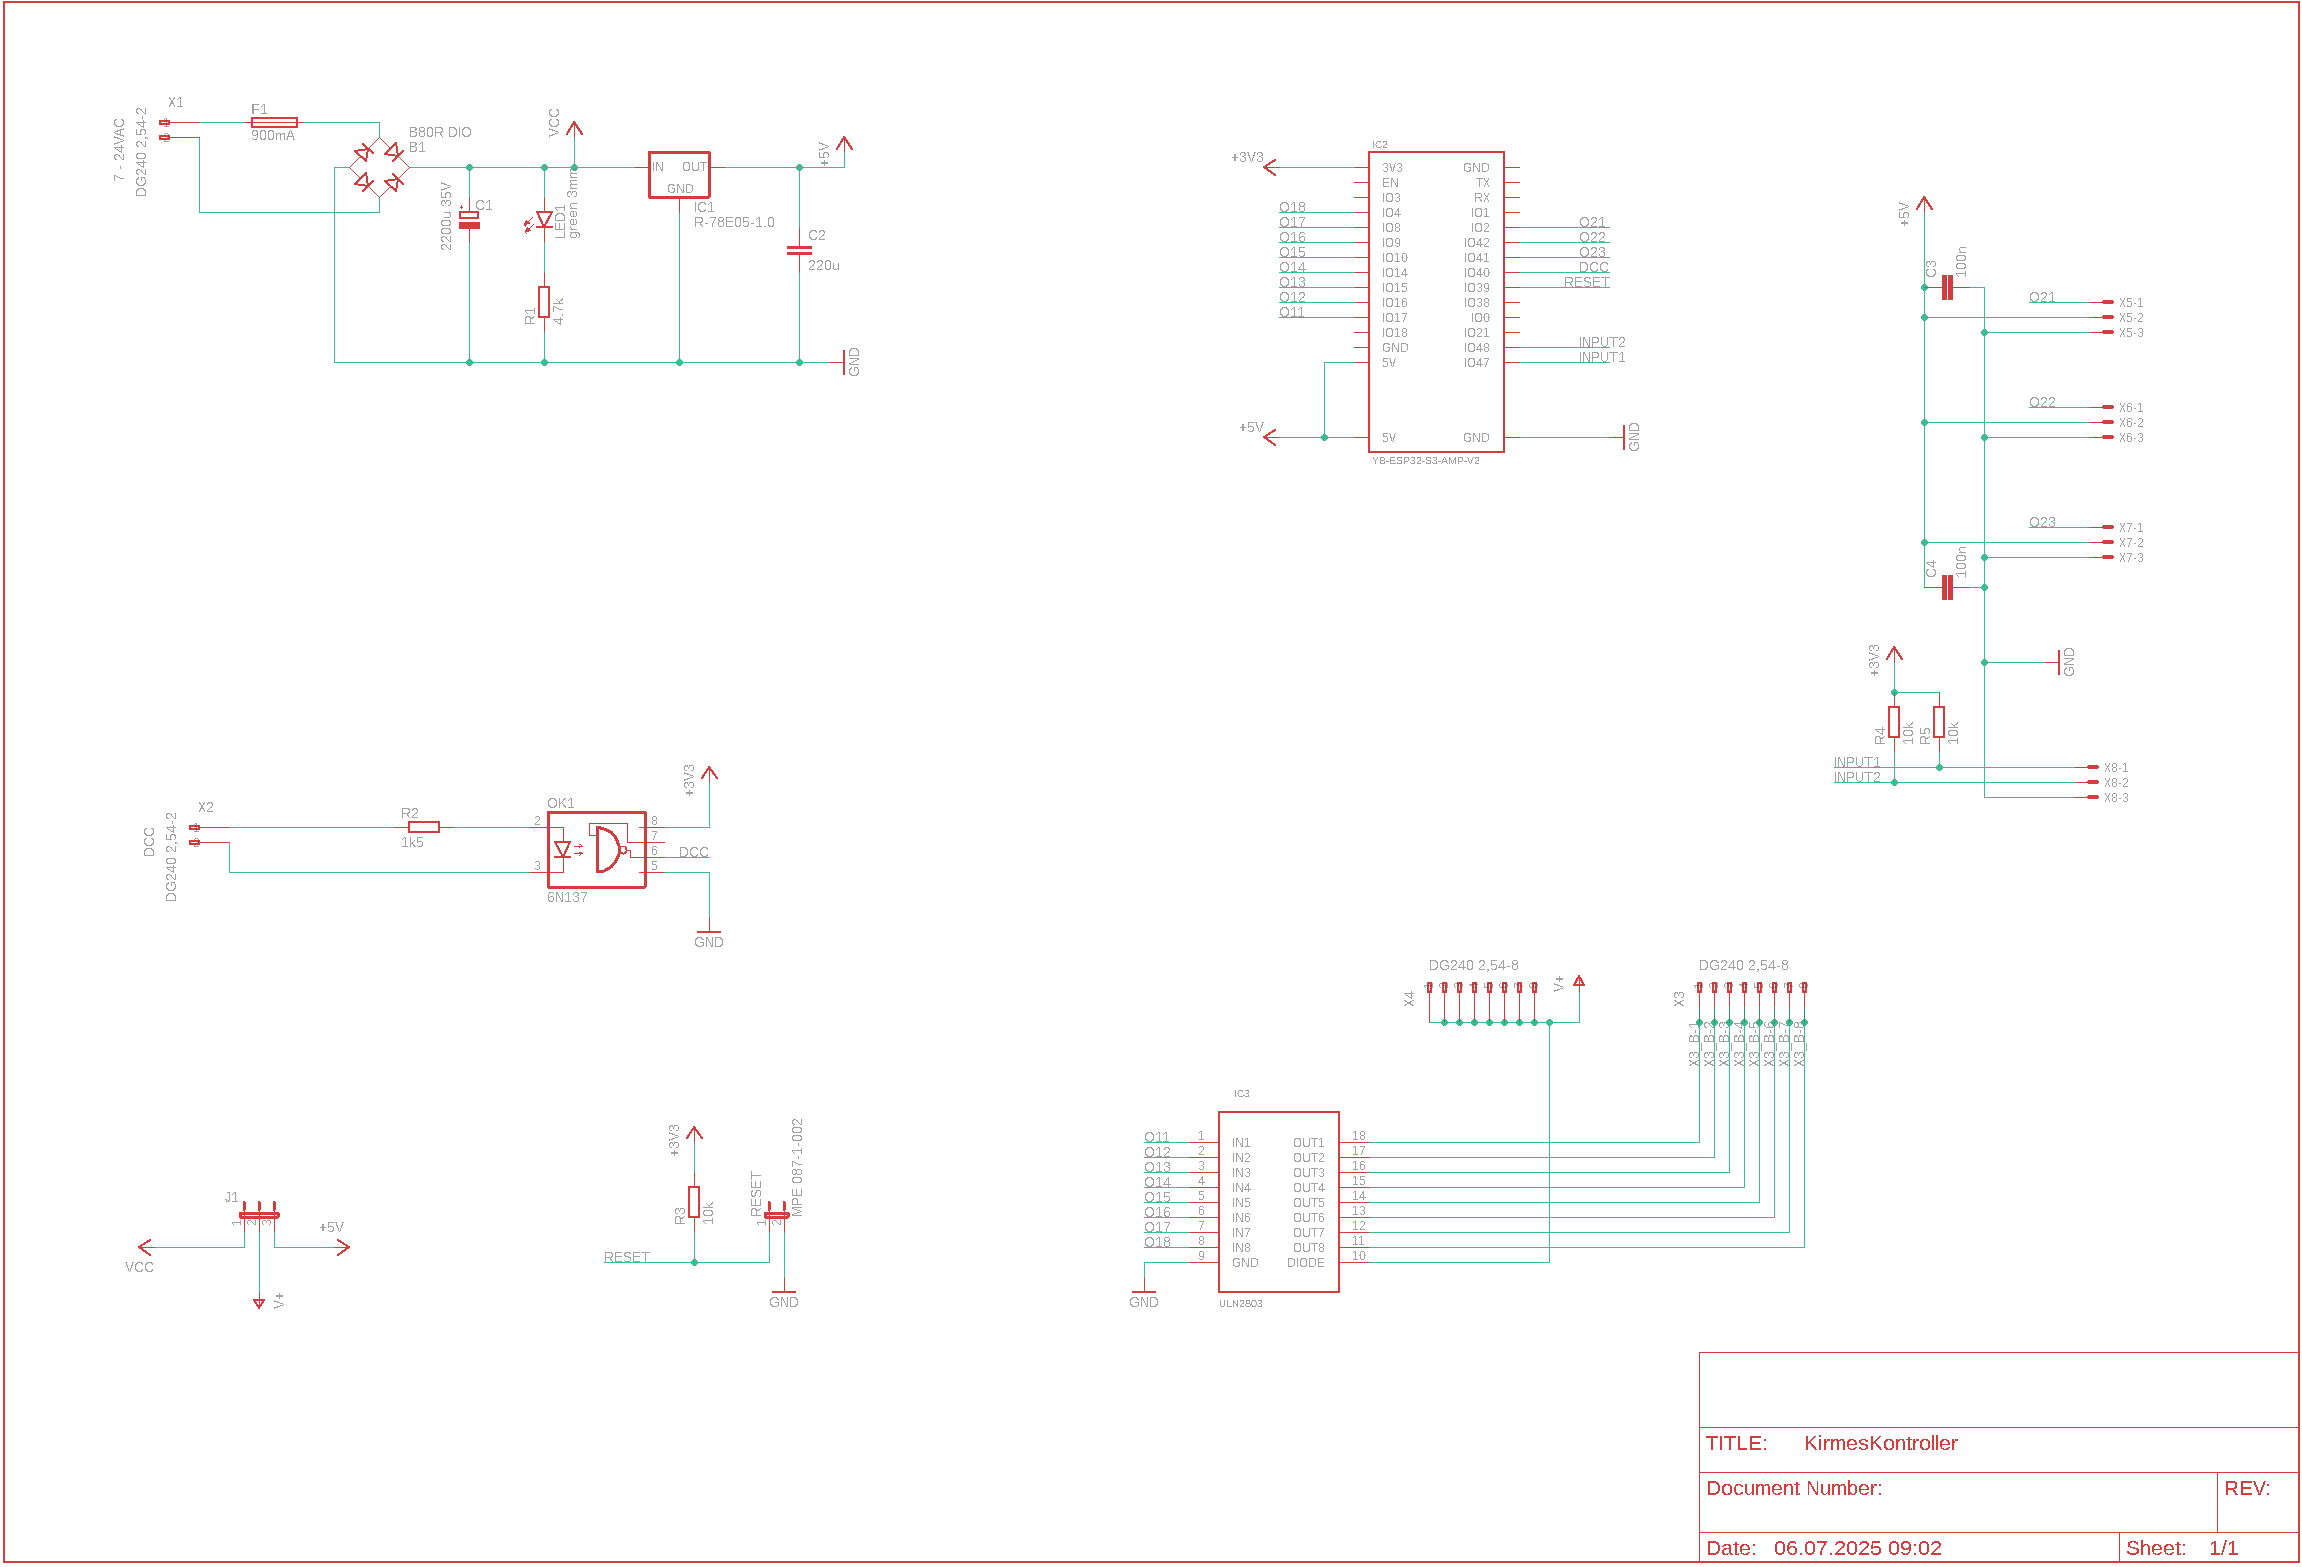 X1
7 - 24VAC
DG240 2,54-2
F1
900mA
B80R DIO
B1
2200u 35V
C1
VCC
LED1
green 3mm
R1
4.7k
IN
OUT
GND
IC1
R-78E05-1.0
+5V
C2
220u
GND
IC2
+3V3
3V3
EN
IO3
O18 IO4
O17 IO8
O16 IO9
O15 IO10
O14 IO14
O13 IO15
O12 IO16
O11 IO17
IO18
GND
5V
+5V 5V
GND
TX
RX
IO1
IO2 O21
IO42 O22
IO41 O23
IO40 DCC
IO39 RESET
IO38
IO0
IO21
IO48 INPUT2
IO47 INPUT1
GND GND
YB-ESP32-S3-AMP-V2
+5V
C3
100n
O21 X5-1
X5-2
X5-3
O22 X6-1
X6-2
X6-3
O23 X7-1
X7-2
X7-3
C4
100n
GND
+3V3
R4
10k
R5
10k
INPUT1 X8-1
INPUT2 X8-2
X8-3
X2
DCC
DG240 2,54-2
R2
1k5
OK1
2
3
8
7
6
5
6N137
+3V3
DCC
GND
DG240 2,54-8
X4
V+
DG240 2,54-8
X3
X3_B-1
X3_B-2
X3_B-3
X3_B-4
X3_B-5
X3_B-6
X3_B-7
X3_B-8
IC3
O11 1 IN1 OUT1 18
O12 2 IN2 OUT2 17
O13 3 IN3 OUT3 16
O14 4 IN4 OUT4 15
O15 5 IN5 OUT5 14
O16 6 IN6 OUT6 13
O17 7 IN7 OUT7 12
O18 8 IN8 OUT8 11
9 GND DIODE 10
GND
ULN2803
J1
1
2
3
+5V
VCC
V+
+3V3
R3
10k
RESET
RESET
MPE 087-1-002
1
2
GND
TITLE: KirmesKontroller
Document Number:
REV:
Date: 06.07.2025 09:02
Sheet: 1/1